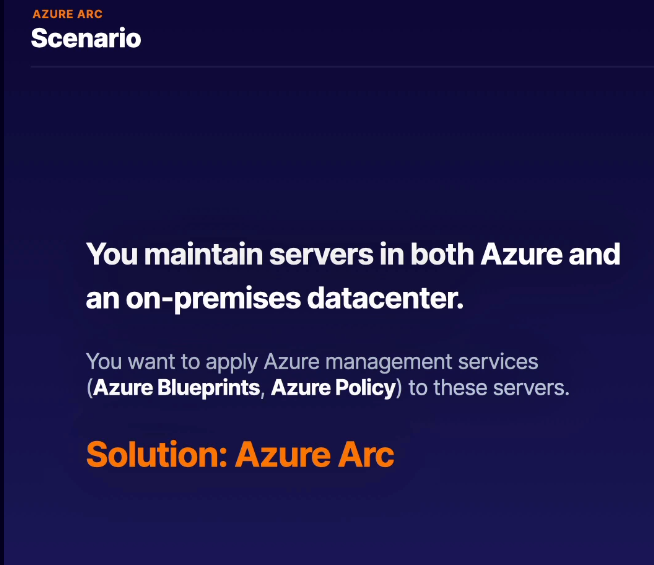 AZURE ARC
Scenario
You maintain servers in both Azure and
an on-premises datacenter.
You want to apply Azure management services
(Azure Blueprints, Azure Policy) to these servers.
Solution: Azure Arc